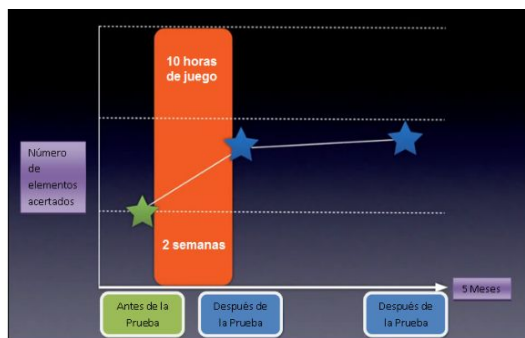 10 horas
de juego
Número
de
elementos
acertados
2 semanas
5 Meses
Antes de la
Prueba
Después de
la Prueba
Después de
la Prueba